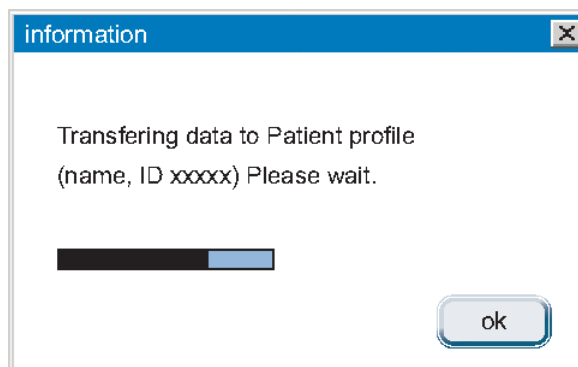 information
Transfering data to Patient profile
(name, ID xxxxx) Please wait.
ok